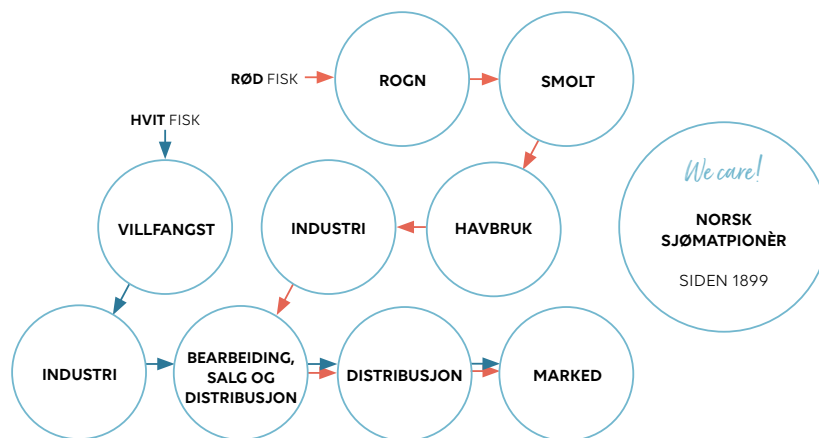 RØD FISK
ROGN
SMOLT
HVIT FISK
We care!
NORSK
SJØMATPIONÈR
SIDEN 1899
VILLFANGST
INDUSTRI
HAVBRUK
INDUSTRI
BEARBEIDING,
SALG OG
DISTRIBUSJON
DISTRIBUSJON
MARKED